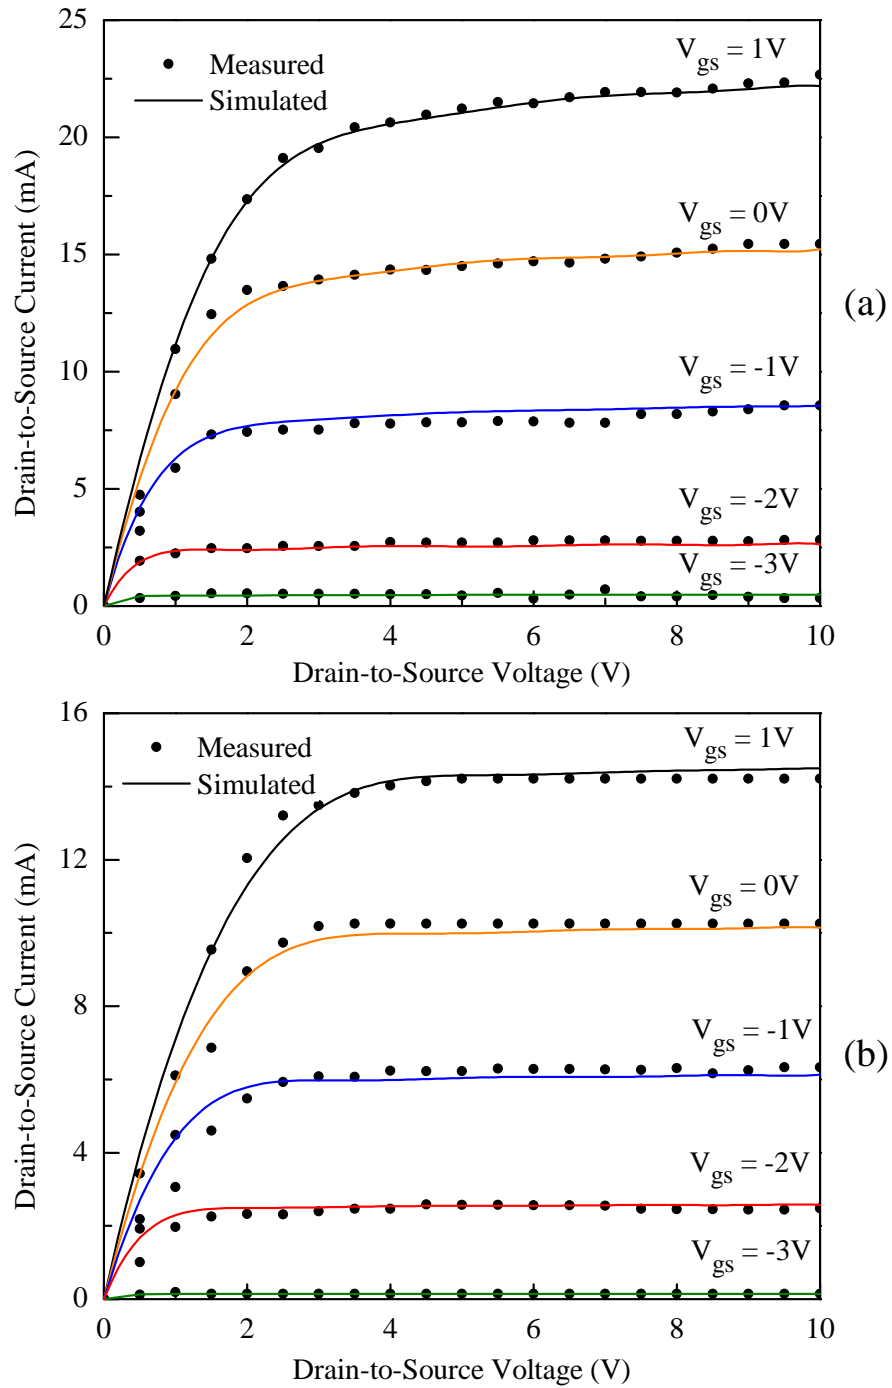 25
20
15
10
5
0
Drain-to-Source Current (mA)
Measured
Simulated
V_gs = 1V
V_gs = 0V
V_gs = -1V
V_gs = -2V
V_gs = -3V
(a)
0 2 4 6 8 10
Drain-to-Source Voltage (V)
16
12
8
4
0
Drain-to-Source Current (mA)
Measured
Simulated
V_gs = 1V
V_gs = 0V
V_gs = -1V
V_gs = -2V
V_gs = -3V
(b)
0 2 4 6 8 10
Drain-to-Source Voltage (V)